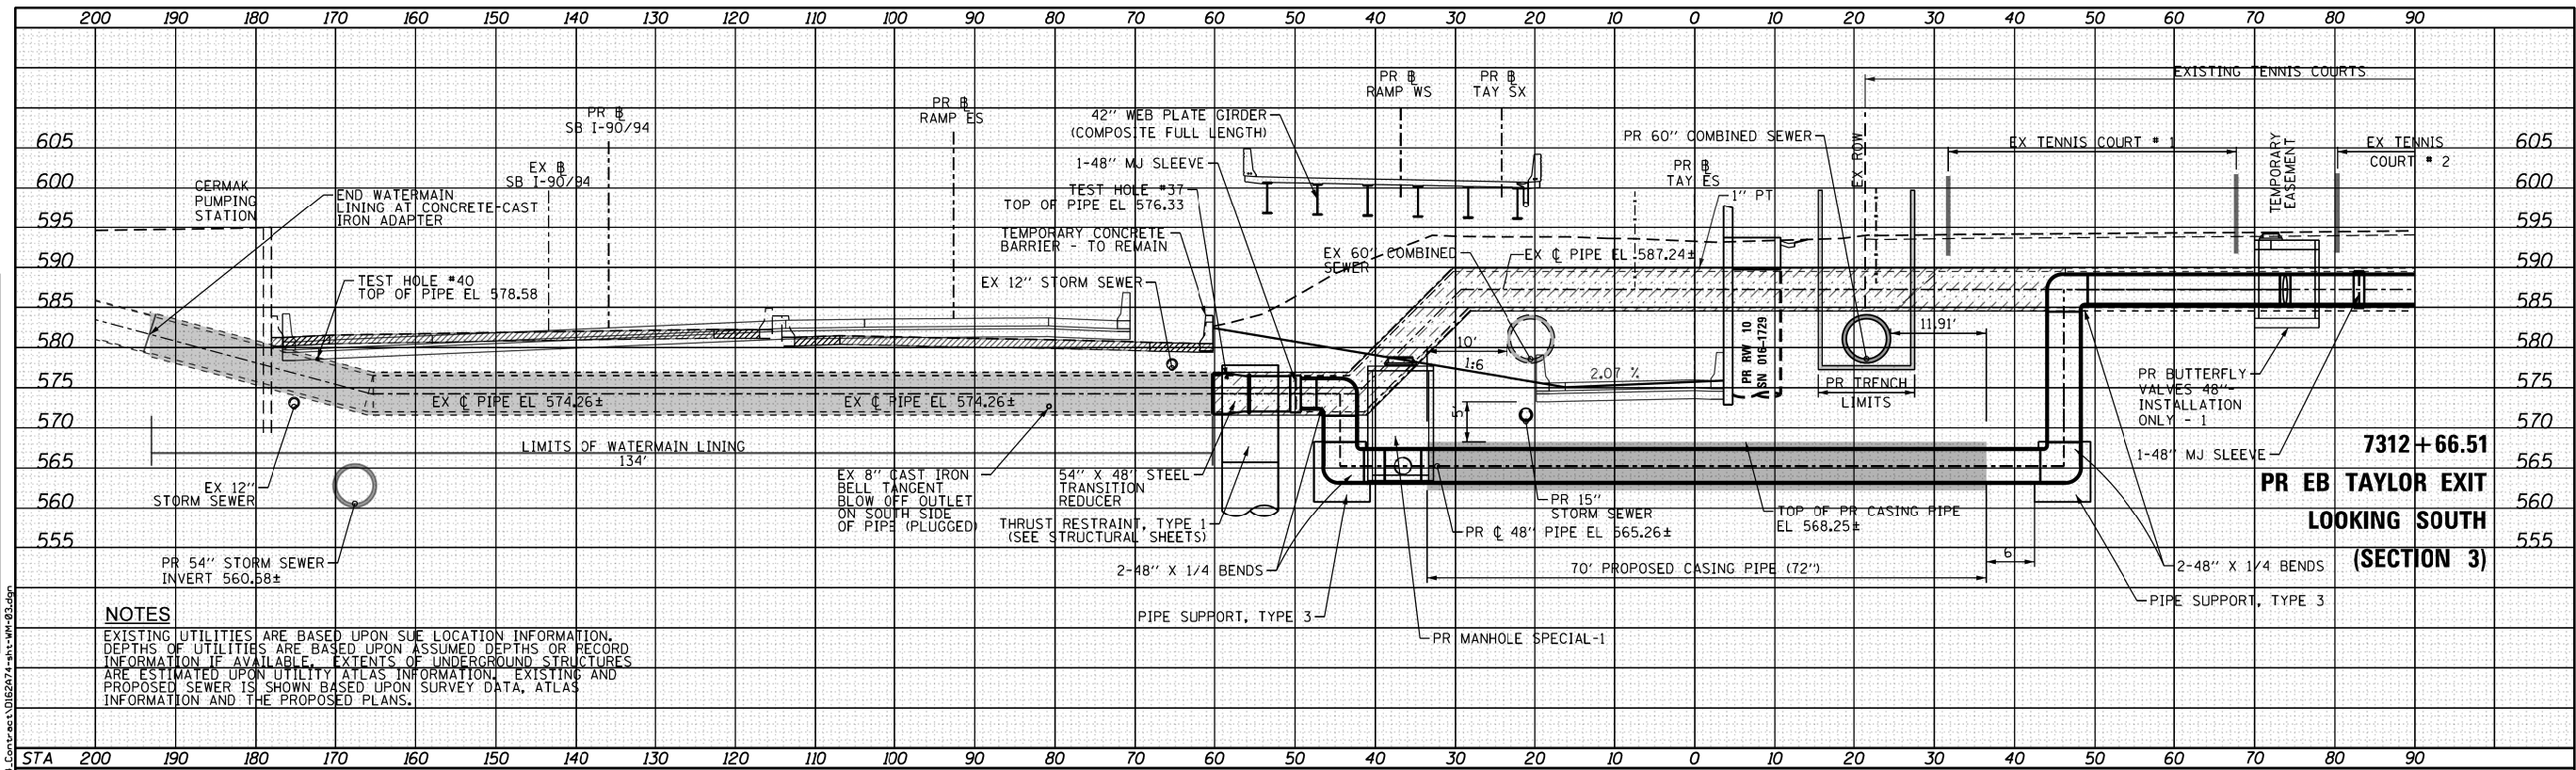 200 190 180 170 160 150 140 130 120 110 100 90 80 70 60 50 40 30 20 10 0 10 20 30 40 50 60 70 80 90
EXISTING TENNIS COURTS
PR ℄
RAMP WS
PR ℄
TAY SX
PR ℄
RAMP ES
PR ℄
SB I-90/94
42" WEB PLATE GIRDER
(COMPOSITE FULL LENGTH)
PR 60" COMBINED SEWER
EX ROW
EX TENNIS COURT # 1
TEMPORARY
EASEMENT
EX TENNIS
COURT # 2
605
605
600
600
595
595
590
590
585
585
580
580
575
575
570
570
565
565
560
560
555
555
1-48" MJ SLEEVE
EX ℄
SB I-90/94
PR ℄
TAY ES
1" PT
CERMAK
PUMPING
STATION
END WATERMAIN
LINING AT CONCRETE-CAST
IRON ADAPTER
TEST HOLE #37
TOP OF PIPE EL 576.33
TEMPORARY CONCRETE
BARRIER - TO REMAIN
EX 60" COMBINED
SEWER
EX ℄ PIPE EL 587.24±
TEST HOLE #40
TOP OF PIPE EL 578.58
EX 12" STORM SEWER
PR RW 10
SN 016-1729
11.91'
10'
1:6
2.07 %
5'
PR TRENCH
LIMITS
PR BUTTERFLY
VALVES 48"-
INSTALLATION
ONLY - 1
EX ℄ PIPE EL 574.26±
EX ℄ PIPE EL 574.26±
LIMITS OF WATERMAIN LINING
134'
1-48" MJ SLEEVE
7312+66.51
PR EB TAYLOR EXIT
LOOKING SOUTH
(SECTION 3)
EX 12"
STORM SEWER
EX 8" CAST IRON
BELL TANGENT
BLOW OFF OUTLET
ON SOUTH SIDE
OF PIPE (PLUGGED)
54" X 48" STEEL
TRANSITION
REDUCER
THRUST RESTRAINT, TYPE 1
(SEE STRUCTURAL SHEETS)
PR 15"
STORM SEWER
PR ℄ 48" PIPE EL 565.26±
TOP OF PR CASING PIPE
EL 568.25±
PR 54" STORM SEWER
INVERT 560.58±
2-48" X 1/4 BENDS
70' PROPOSED CASING PIPE (72")
6
2-48" X 1/4 BENDS
PIPE SUPPORT, TYPE 3
PIPE SUPPORT, TYPE 3
PR MANHOLE SPECIAL-1
NOTES
EXISTING UTILITIES ARE BASED UPON SUE LOCATION INFORMATION.
DEPTHS OF UTILITIES ARE BASED UPON ASSUMED DEPTHS OR RECORD
INFORMATION IF AVAILABLE. EXTENTS OF UNDERGROUND STRUCTURES
ARE ESTIMATED UPON UTILITY ATLAS INFORMATION. EXISTING AND
PROPOSED SEWER IS SHOWN BASED UPON SURVEY DATA, ATLAS
INFORMATION AND THE PROPOSED PLANS.
STA 200 190 180 170 160 150 140 130 120 110 100 90 80 70 60 50 40 30 20 10 0 10 20 30 40 50 60 70 80 90
_Contract\D162A74-sht-WM-03.dgn